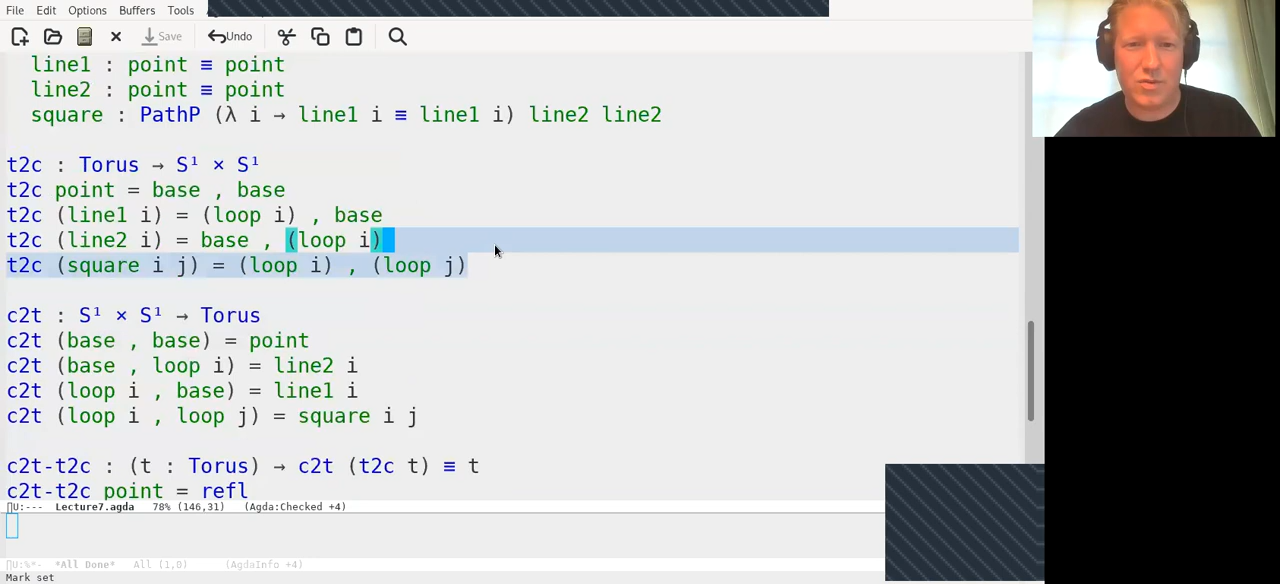 File Edit Options Buffers Tools
Save Undo
line1 : point ≡ point
line2 : point ≡ point
square : PathP (λ i → line1 i ≡ line1 i) line2 line2
t2c : Torus → S¹ × S¹
t2c point = base , base
t2c (line1 i) = (loop i) , base
t2c (line2 i) = base , (loop i)
t2c (square i j) = (loop i) , (loop j)
c2t : S¹ × S¹ → Torus
c2t (base , base) = point
c2t (base , loop i) = line2 i
c2t (loop i , base) = line1 i
c2t (loop i , loop j) = square i j
c2t-t2c : (t : Torus) → c2t (t2c t) ≡ t
c2t-t2c point = refl
U:--- Lecture7.agda 78% (146,31) (Agda:Checked +4)
U:%*- *All Done* All (1,0) (AgdaInfo +4)
Mark set